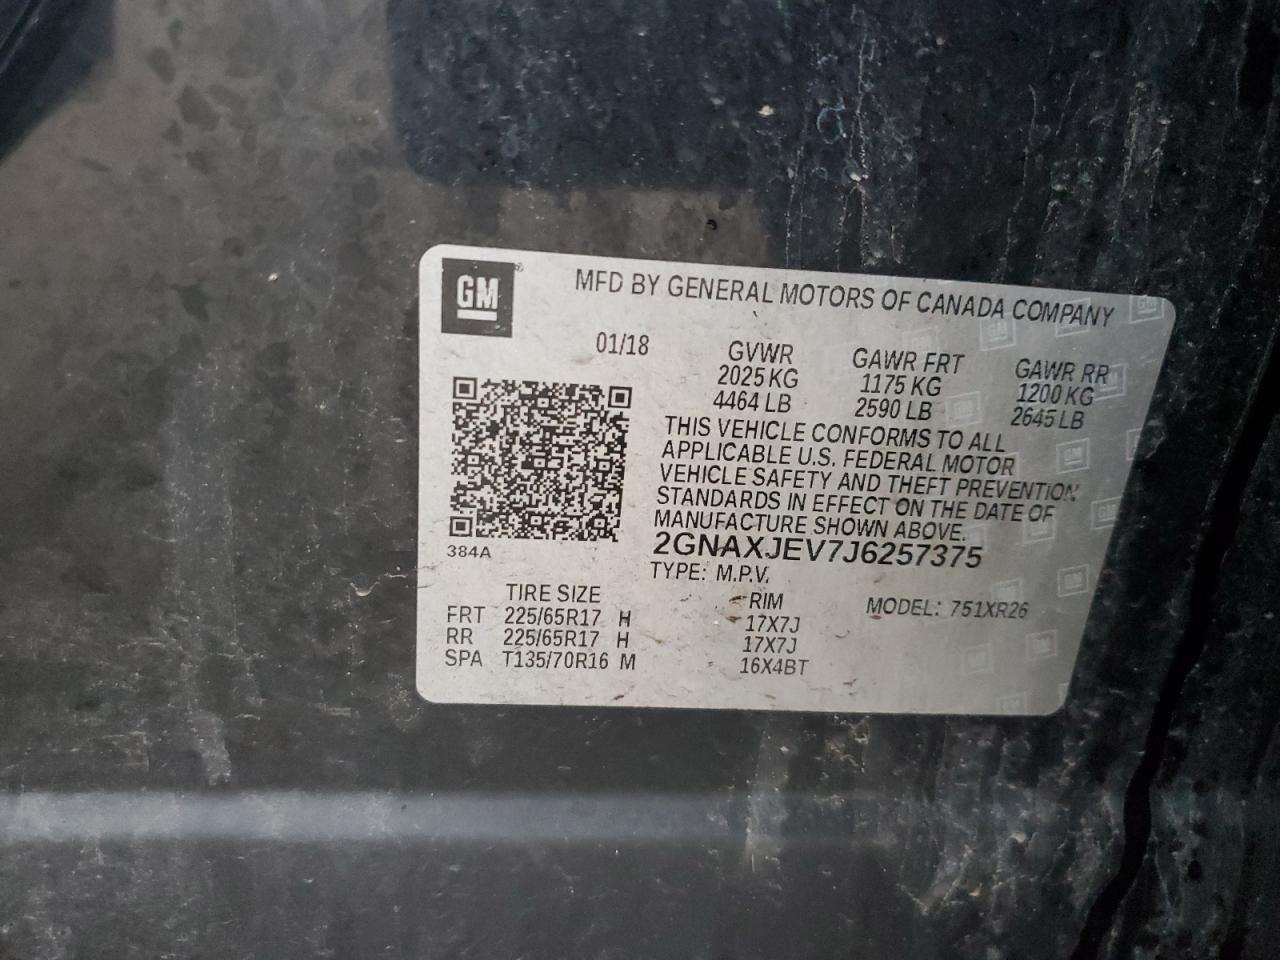 GM
MFD BY GENERAL MOTORS OF CANADA COMPANY
01/18
GVWR
2025 KG
4464 LB
GAWR FRT
1175 KG
2590 LB
GAWR RR
1200 KG
2645 LB
THIS VEHICLE CONFORMS TO ALL
APPLICABLE U.S. FEDERAL MOTOR
VEHICLE SAFETY AND THEFT PREVENTION
STANDARDS IN EFFECT ON THE DATE OF
MANUFACTURE SHOWN ABOVE.
384A
2GNAXJEV7J6257375
TYPE: M.P.V.
TIRE SIZE RIM MODEL: 751XR26
FRT 225/65R17 H 17X7J
RR 225/65R17 H 17X7J
SPA T135/70R16 M 16X4BT